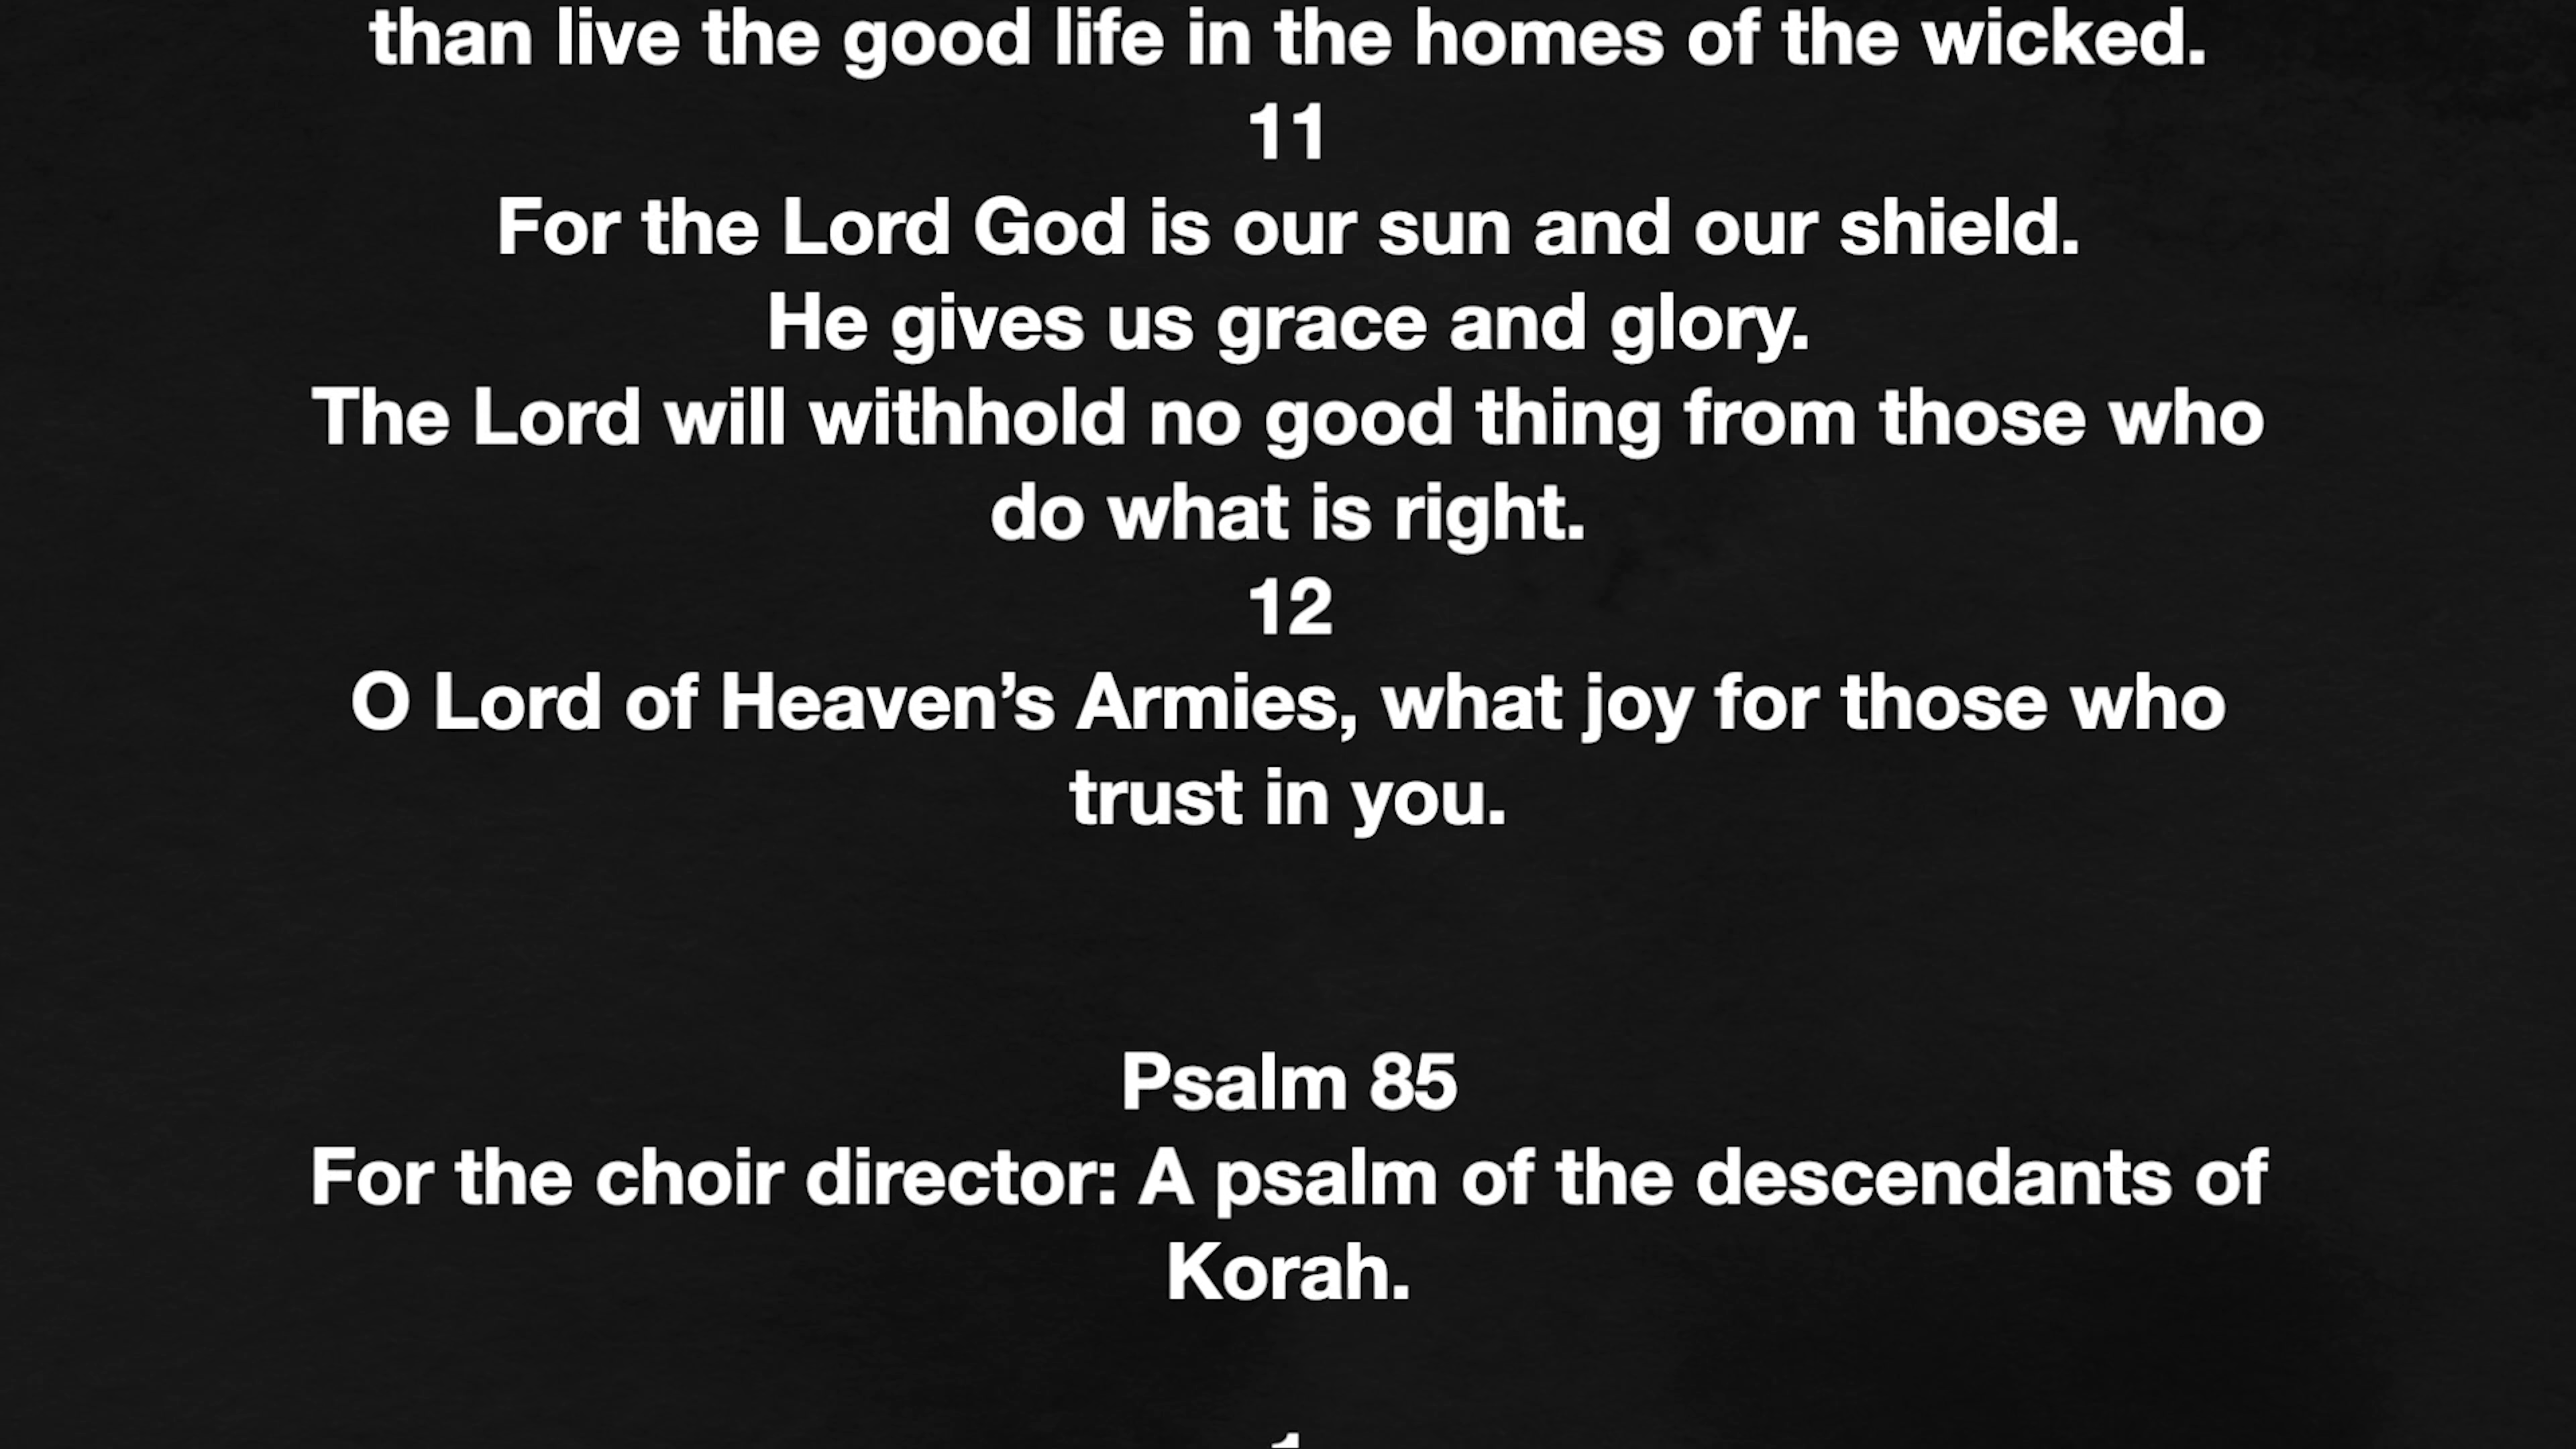 than live the good life in the homes of the wicked.
11
For the Lord God is our sun and our shield.
He gives us grace and glory.
The Lord will withhold no good thing from those who
do what is right.
12
O Lord of Heaven’s Armies, what joy for those who
trust in you.
Psalm 85
For the choir director: A psalm of the descendants of
Korah.
1